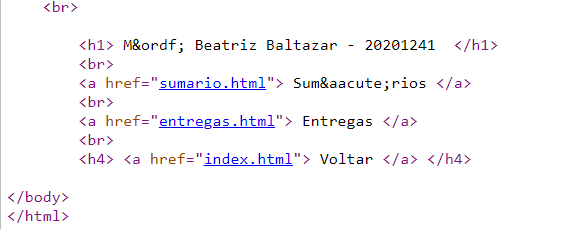 <br>
<h1> M&ordf; Beatriz Baltazar - 20201241  </h1>
<br>
<a href="sumario.html"> Sum&aacute;rios </a>
<br>
<a href="entregas.html"> Entregas </a>
<br>
<h4> <a href="index.html"> Voltar </a> </h4>
</body>
</html>